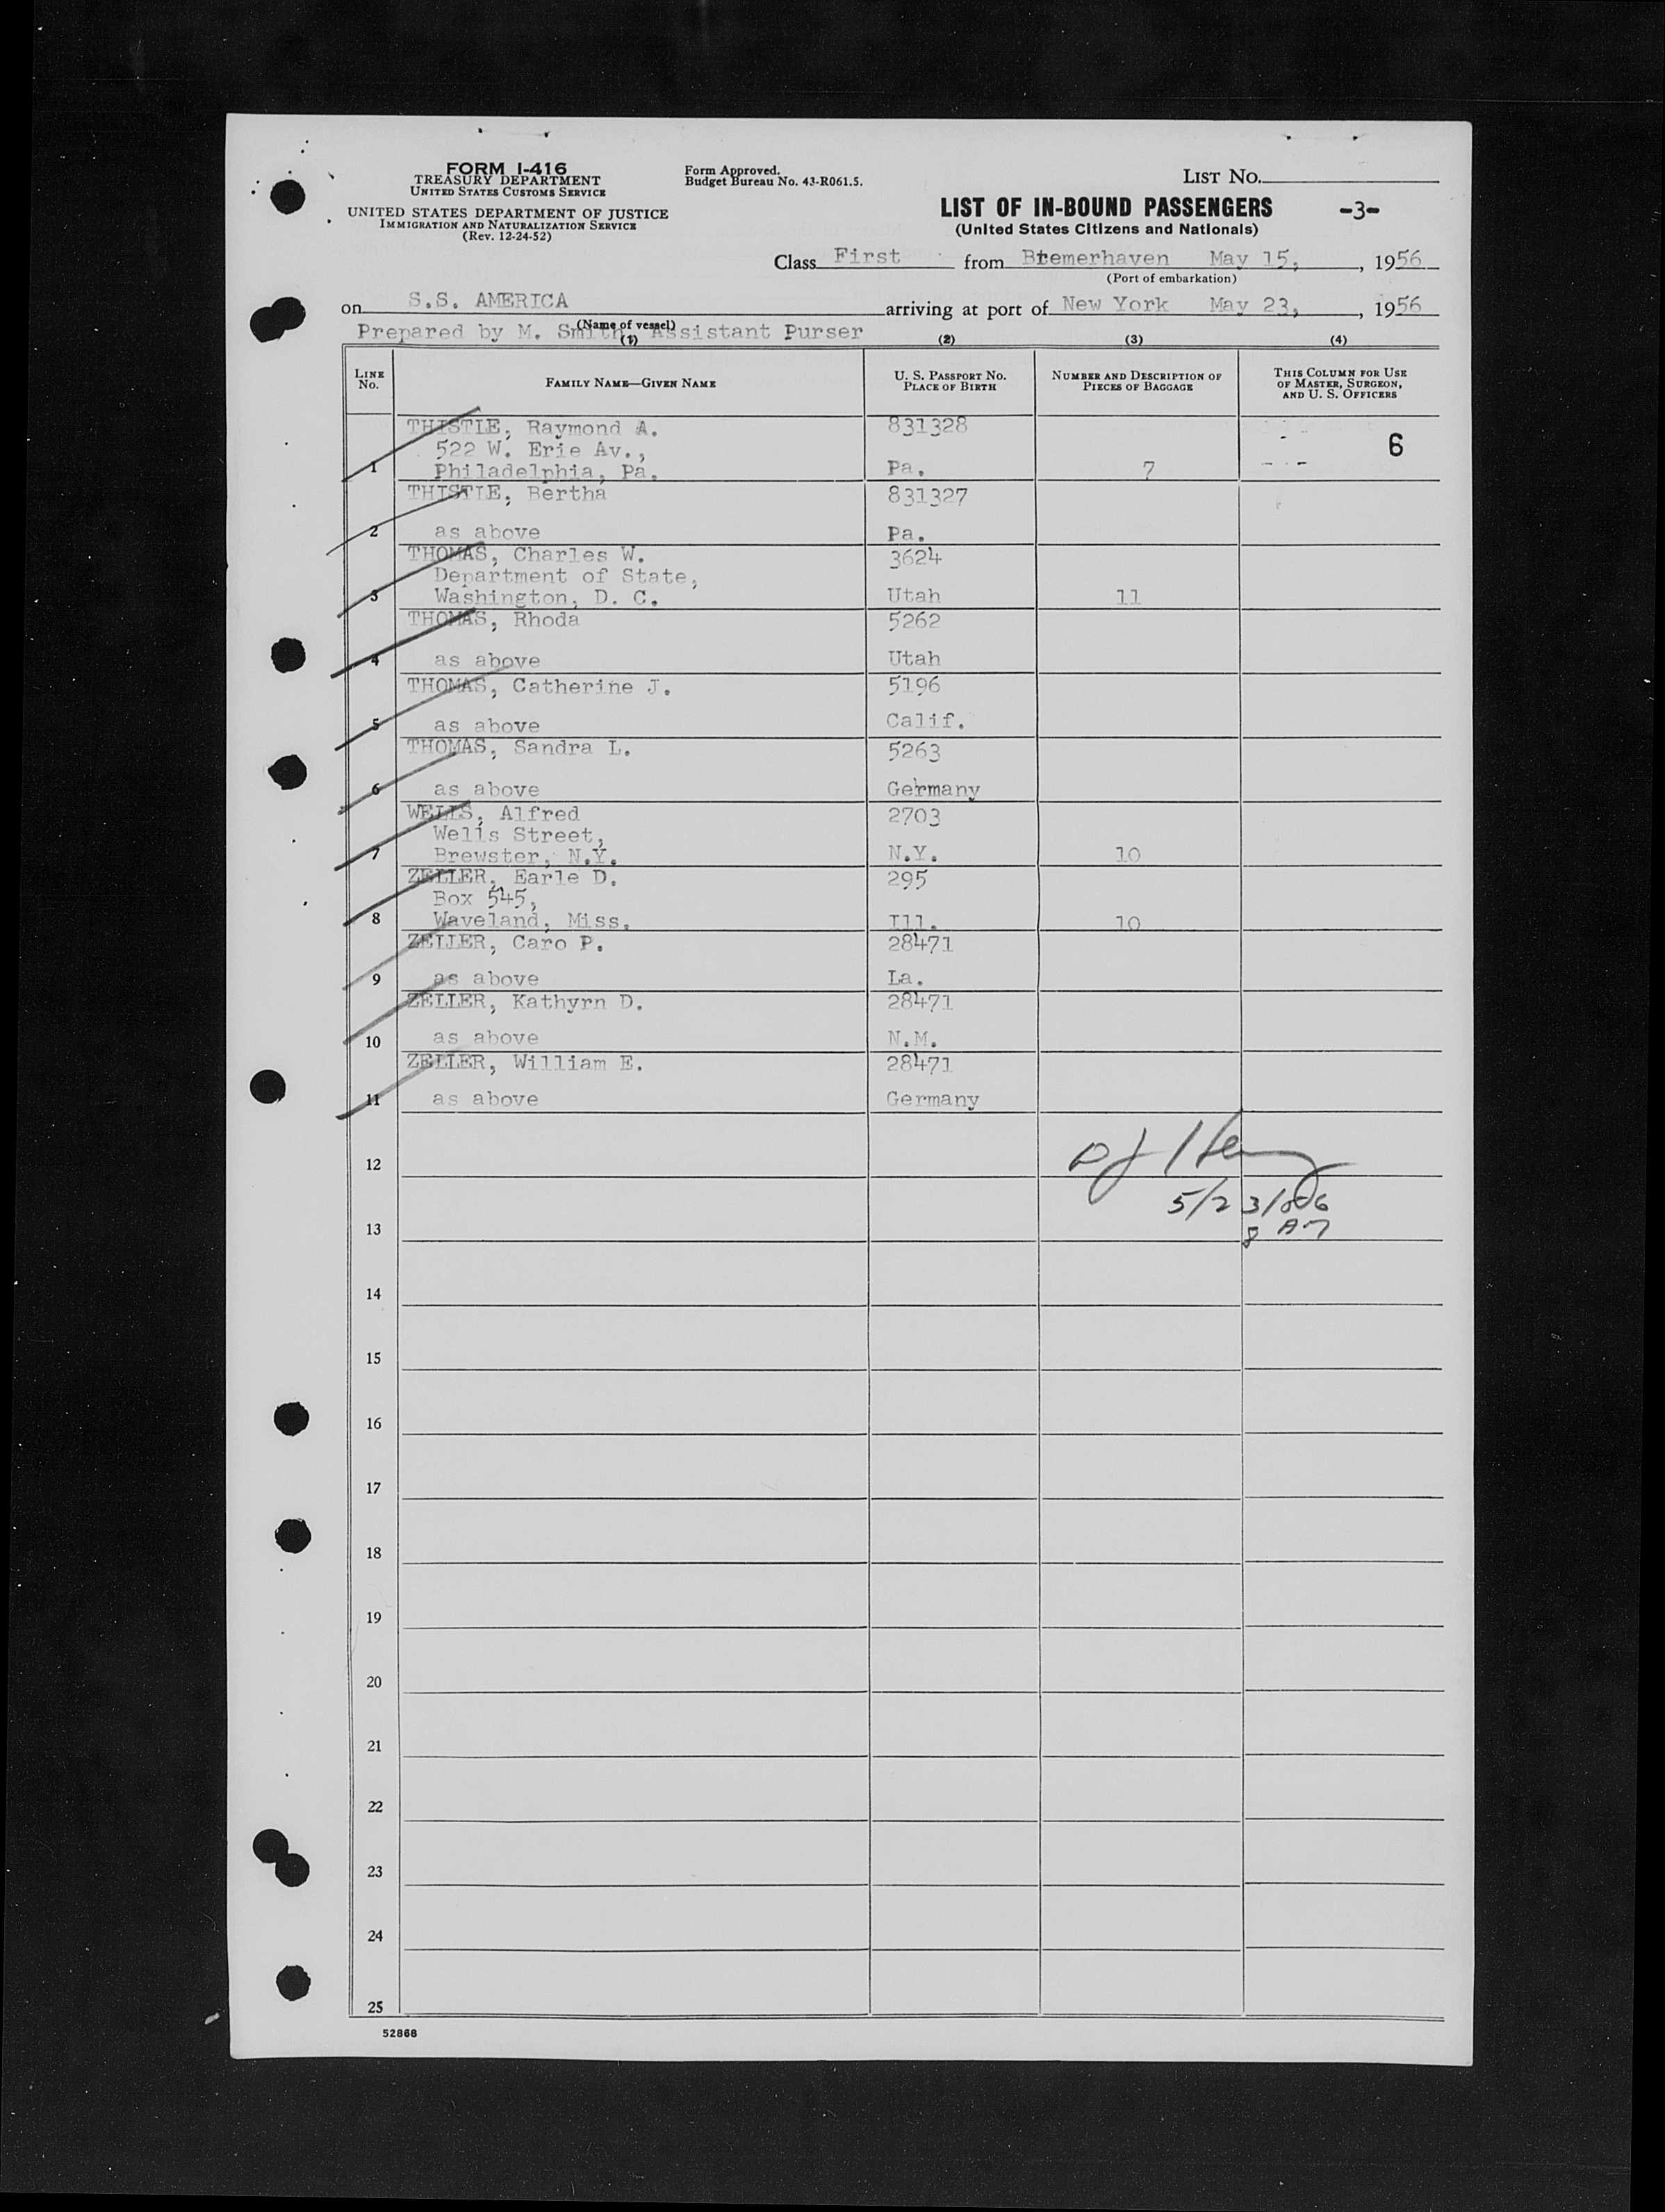 FORM I-416
TREASURY DEPARTMENT
UNITED STATES CUSTOMS SERVICE
UNITED STATES DEPARTMENT OF JUSTICE
IMMIGRATION AND NATURALIZATION SERVICE
(Rev. 12-24-52)
Form Approved.
Budget Bureau No. 43-R061.5.
LIST No.
LIST OF IN-BOUND PASSENGERS -3-
(United States Citizens and Nationals)
Class First from Bremerhaven May 15, , 1956
(Port of embarkation)
on S.S. AMERICA arriving at port of New York May 23, , 1956
(Name of vessel)
Prepared by M. Smith, Assistant Purser
(1) (2) (3) (4)
LINE No. FAMILY NAME—GIVEN NAME U. S. PASSPORT NO. PLACE OF BIRTH NUMBER AND DESCRIPTION OF PIECES OF BAGGAGE THIS COLUMN FOR USE OF MASTER, SURGEON, AND U. S. OFFICERS
THISTLE, Raymond A. 831328
522 W. Erie Av., 6
1 Philadelphia, Pa. Pa. 7
THISTLE, Bertha 831327
2 as above Pa.
THOMAS, Charles W. 3624
Department of State,
3 Washington, D. C. Utah 11
THOMAS, Rhoda 5262
4 as above Utah
THOMAS, Catherine J. 5196
5 as above Calif.
THOMAS, Sandra L. 5263
6 as above Germany
WELLS, Alfred 2703
Wells Street,
7 Brewster, N.Y. N.Y. 10
ZELLER, Earle D. 295
Box 545,
8 Waveland, Miss. Ill. 10
ZELLER, Caro P. 28471
9 as above La.
ZELLER, Kathyrn D. 28471
10 as above N.M.
ZELLER, William E. 28471
11 as above Germany
12
5/23/56
13
14
15
16
17
18
19
20
21
22
23
24
25
52868